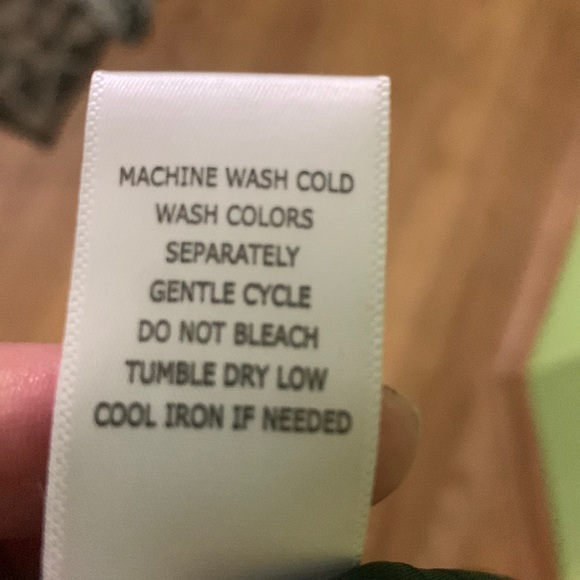 MACHINE WASH COLD
WASH COLORS
SEPARATELY
GENTLE CYCLE
DO NOT BLEACH
TUMBLE DRY LOW
COOL IRON IF NEEDED